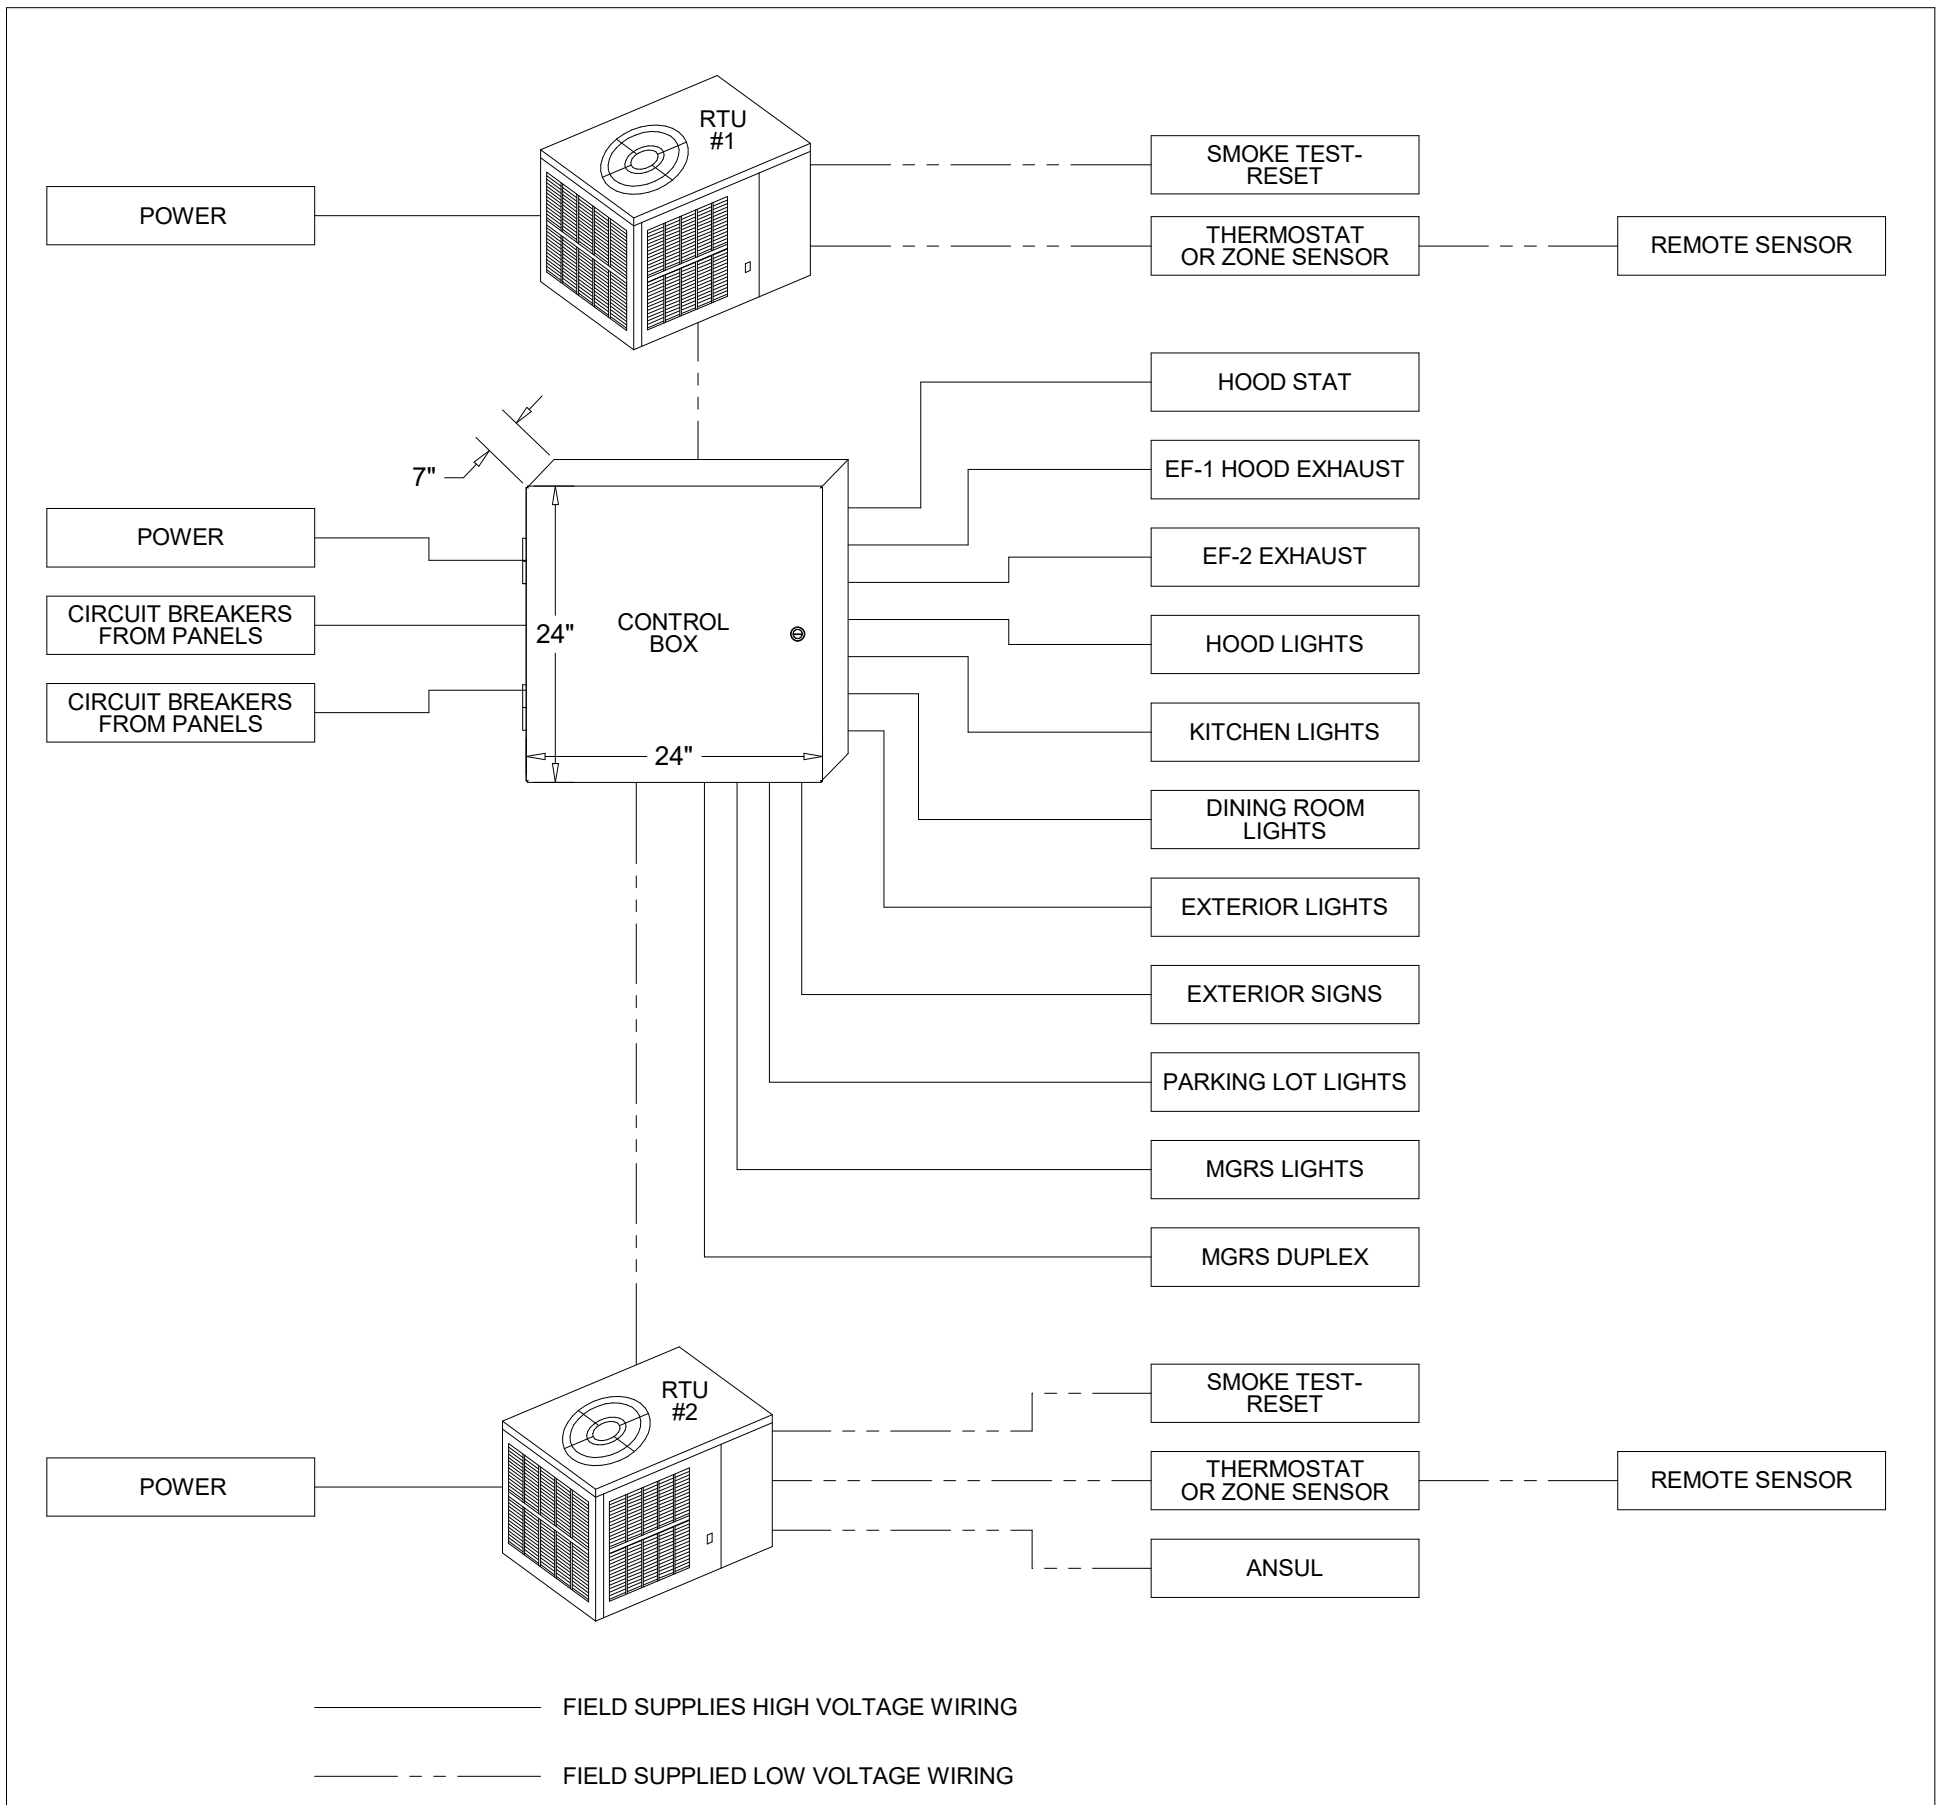 RTU
#1
SMOKE TEST-
RESET
POWER
THERMOSTAT
OR ZONE SENSOR
REMOTE SENSOR
HOOD STAT
7"
EF-1 HOOD EXHAUST
POWER
EF-2 EXHAUST
CIRCUIT BREAKERS
FROM PANELS
24"
CONTROL
BOX
HOOD LIGHTS
CIRCUIT BREAKERS
FROM PANELS
24"
KITCHEN LIGHTS
DINING ROOM
LIGHTS
EXTERIOR LIGHTS
EXTERIOR SIGNS
PARKING LOT LIGHTS
MGRS LIGHTS
MGRS DUPLEX
RTU
#2
SMOKE TEST-
RESET
POWER
THERMOSTAT
OR ZONE SENSOR
REMOTE SENSOR
ANSUL
FIELD SUPPLIES HIGH VOLTAGE WIRING
FIELD SUPPLIED LOW VOLTAGE WIRING